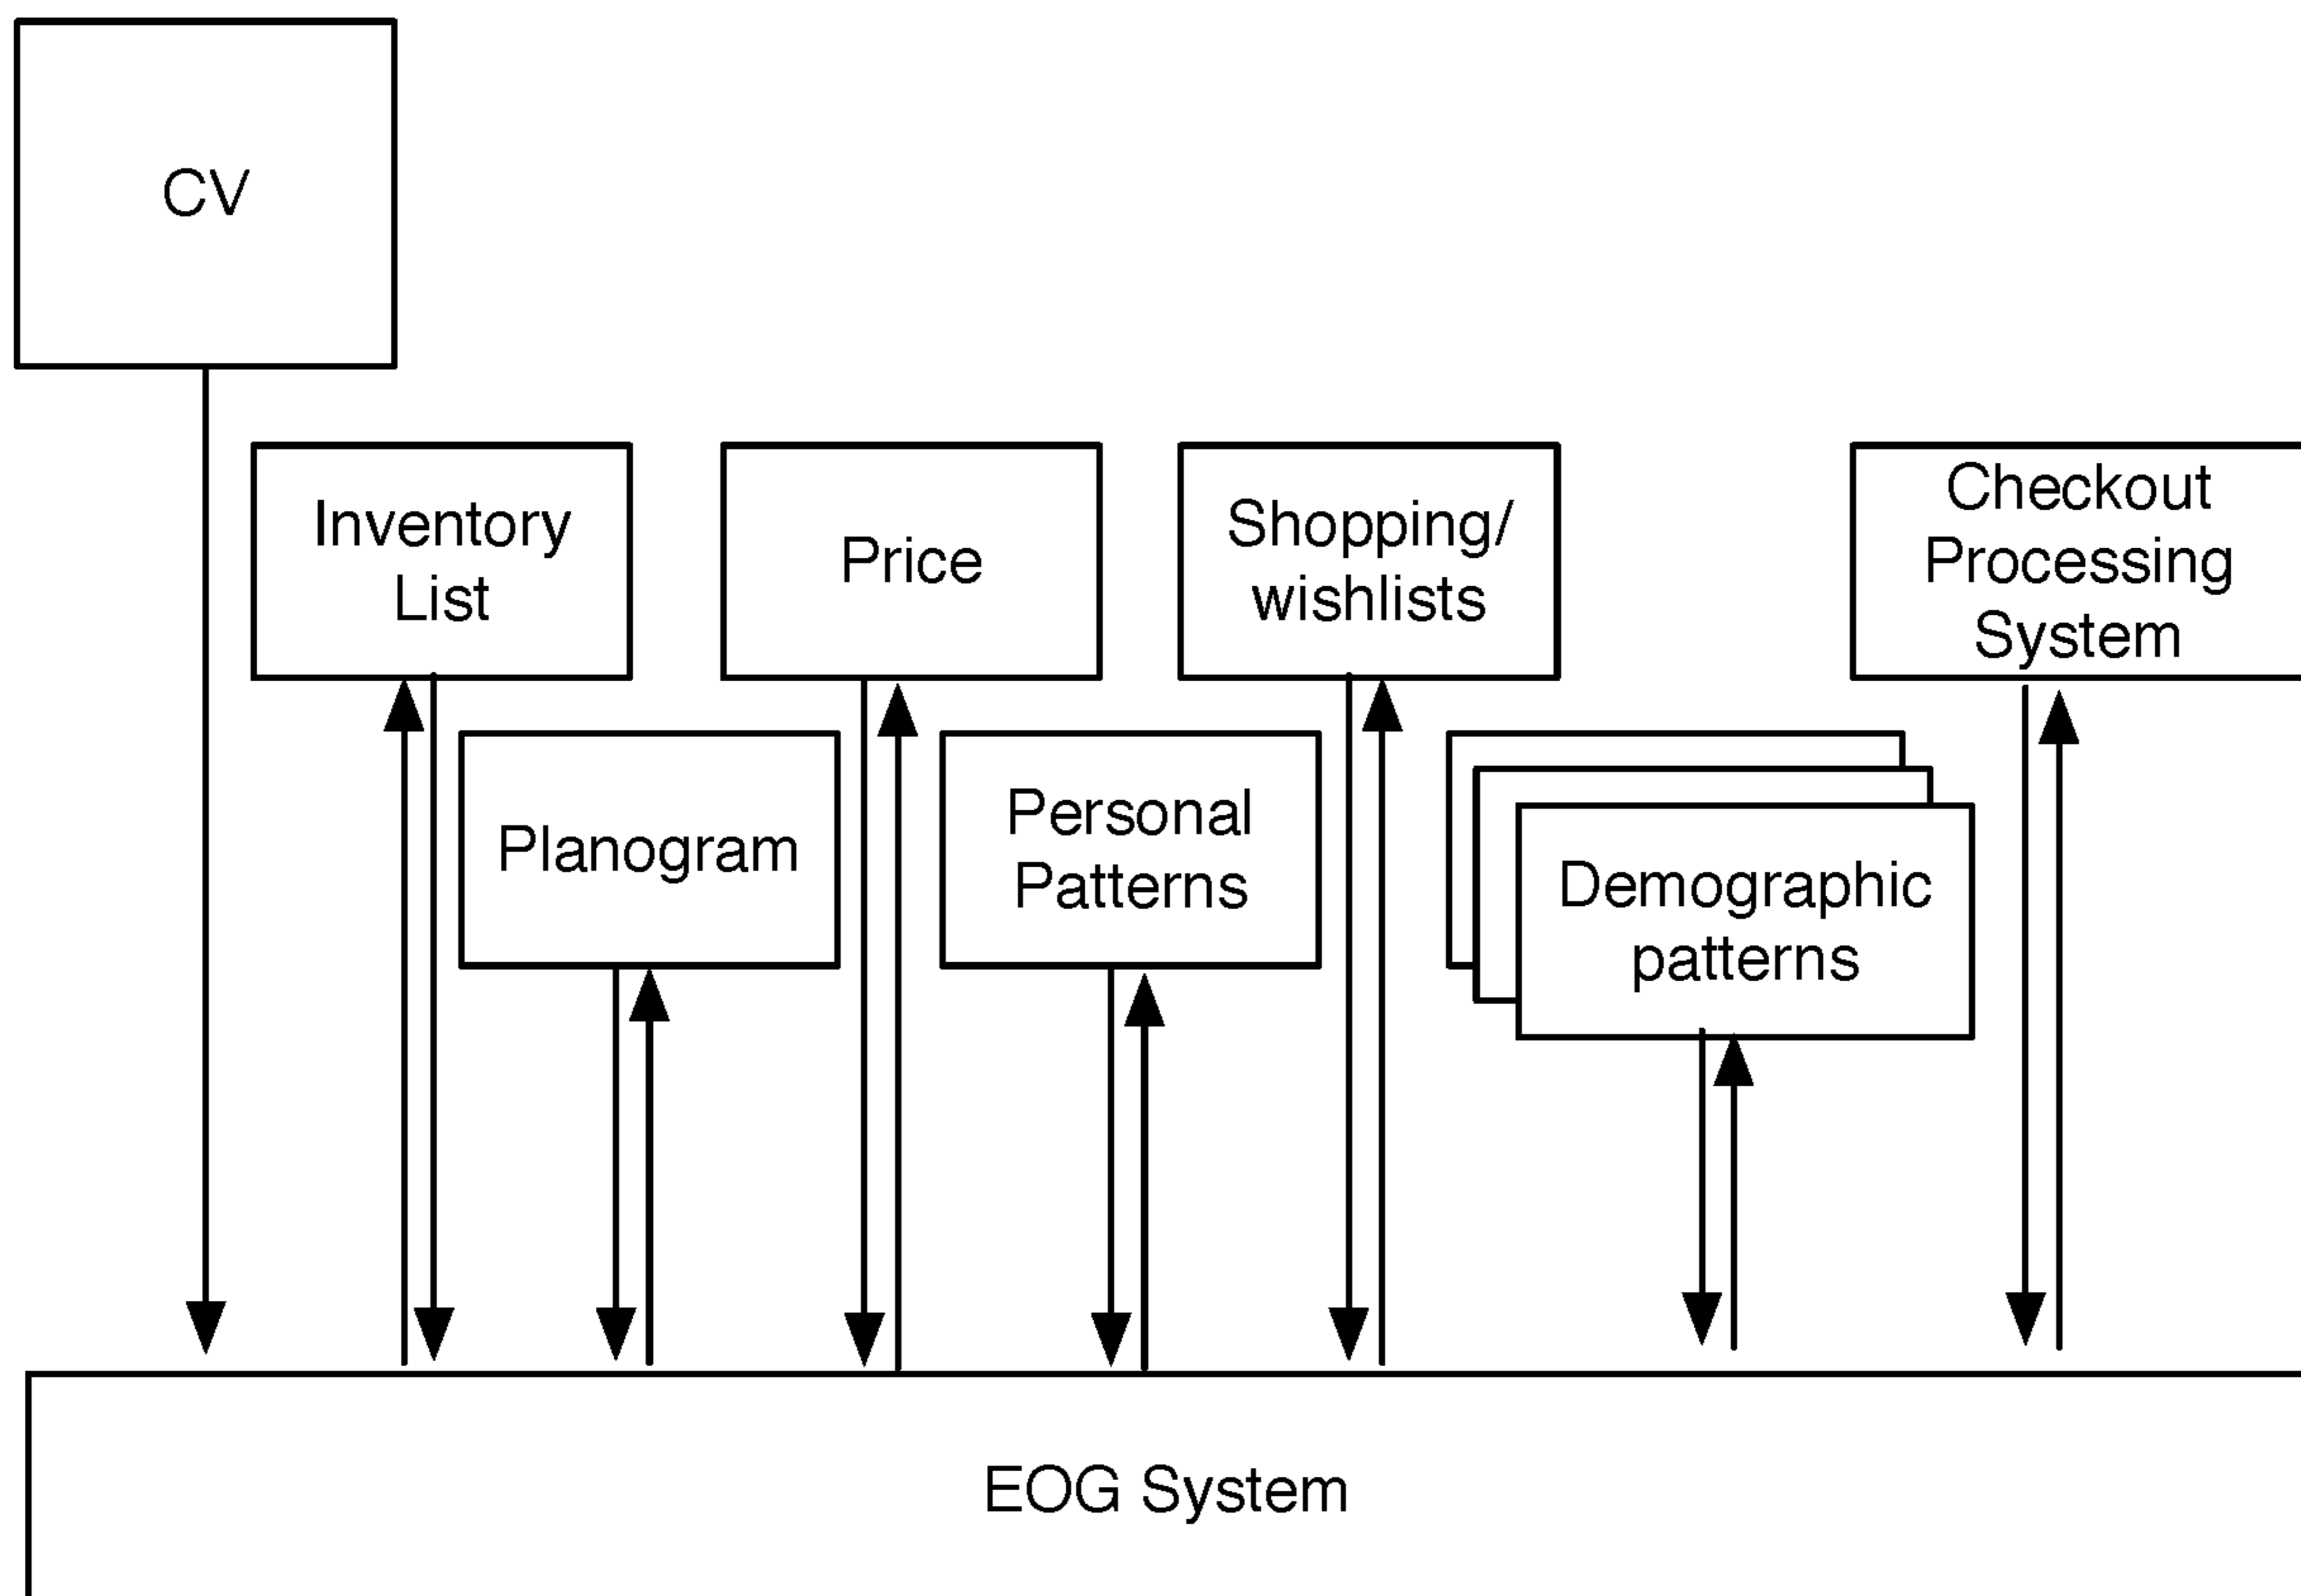 CV
Inventory
List
Price
Shopping/
wishlists
Checkout
Processing
System
Planogram
Personal
Patterns
Demographic
patterns
EOG System